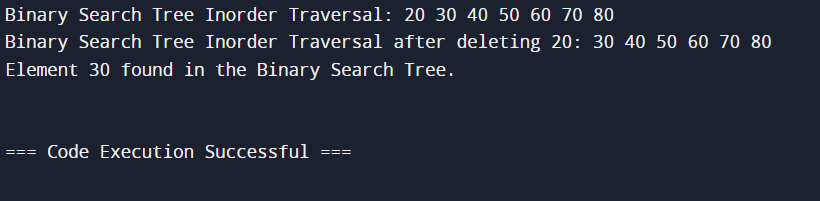 Binary Search Tree Inorder Traversal: 20 30 40 50 60 70 80
Binary Search Tree Inorder Traversal after deleting 20: 30 40 50 60 70 80
Element 30 found in the Binary Search Tree.
=== Code Execution Successful ===